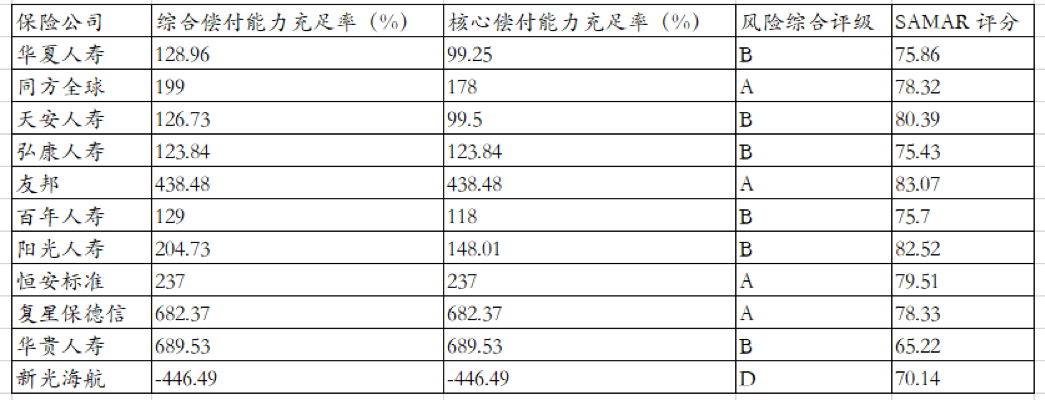 保险公司 综合偿付能力充足率（%） 核心偿付能力充足率（%） 风险综合评级 SAMAR 评分
华夏人寿 128.96 99.25 B 75.86
同方全球 199 178 A 78.32
天安人寿 126.73 99.5 B 80.39
弘康人寿 123.84 123.84 B 75.43
友邦 438.48 438.48 A 83.07
百年人寿 129 118 B 75.7
阳光人寿 204.73 148.01 B 82.52
恒安标准 237 237 A 79.51
复星保德信 682.37 682.37 A 78.33
华贵人寿 689.53 689.53 B 65.22
新光海航 -446.49 -446.49 D 70.14